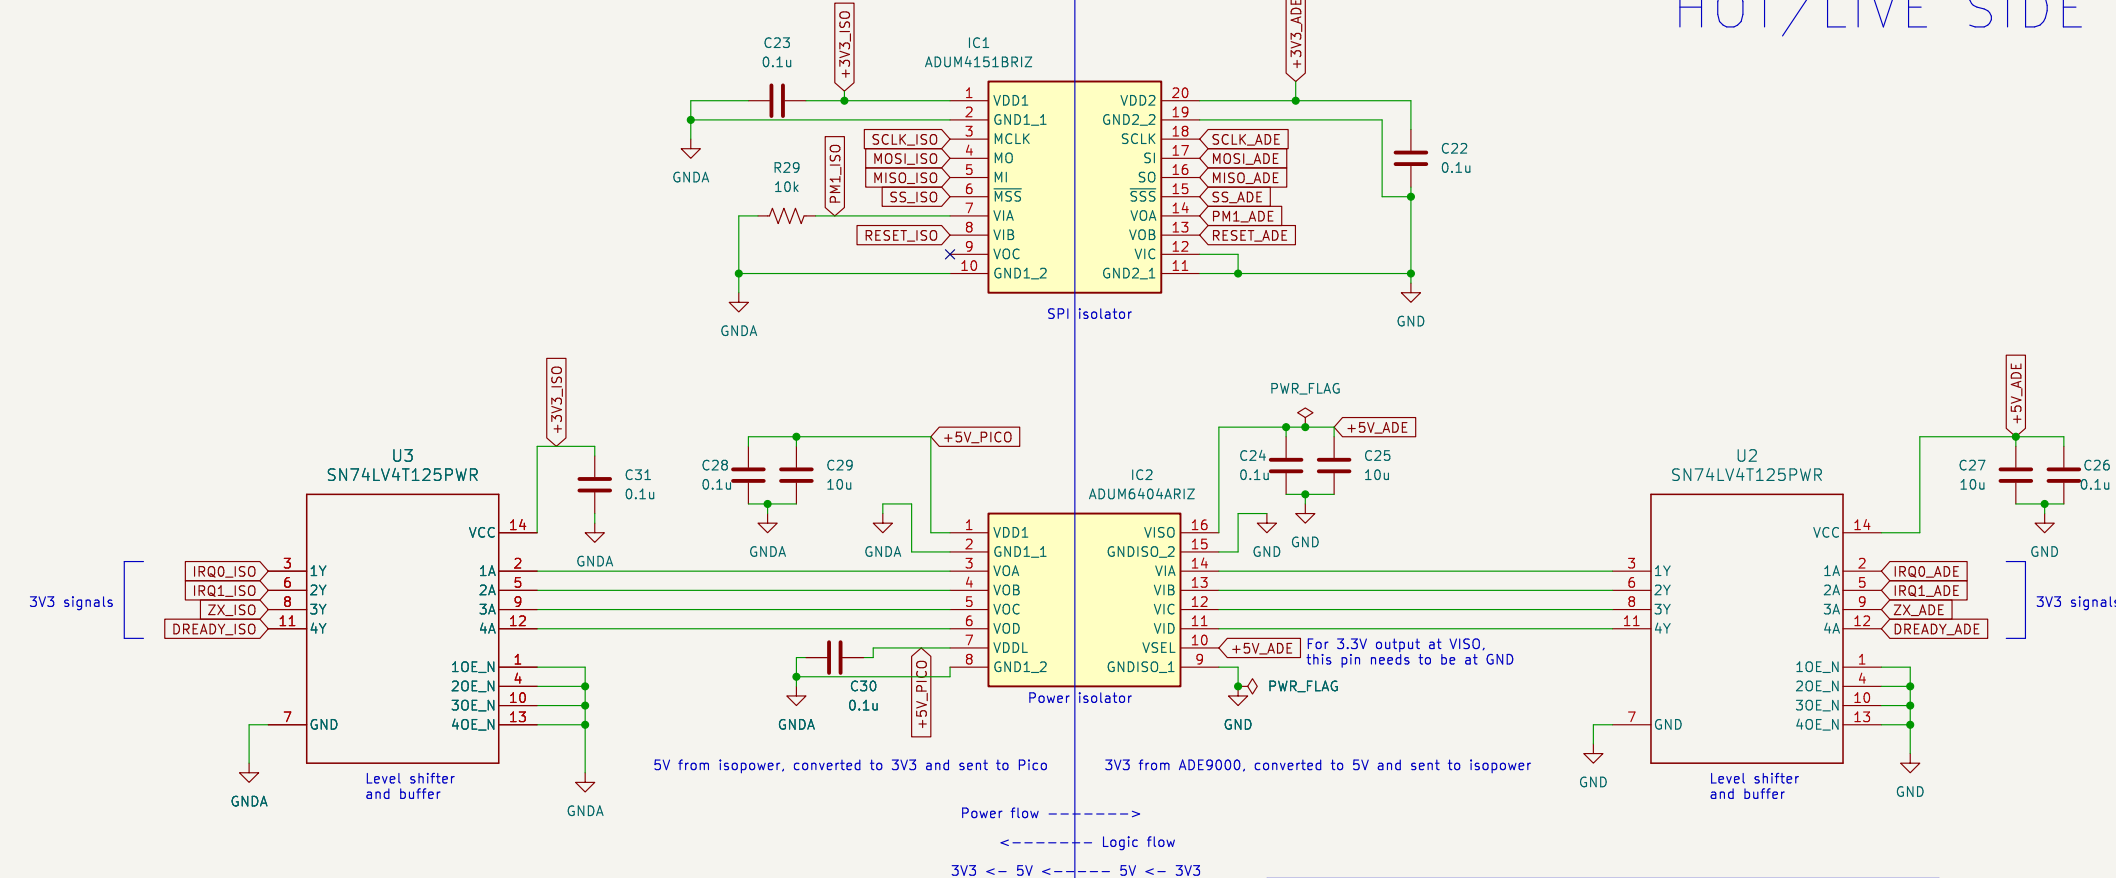 HOT/LIVE SIDE
+3V3_ISO
+3V3_ADE
C23
0.1u
IC1
ADUM4151BRIZ
1 VDD1 VDD2 20
2 GND1_1 GND2_2 19
SCLK_ISO 3 MCLK SCLK 18 SCLK_ADE
MOSI_ISO 4 MO SI 17 MOSI_ADE
MISO_ISO 5 MI SO 16 MISO_ADE
SS_ISO 6 MSS SSS 15 SS_ADE
7 VIA VOA 14 PM1_ADE
RESET_ISO 8 VIB VOB 13 RESET_ADE
9 VOC VIC 12
10 GND1_2 GND2_1 11
GNDA
R29
10k
PM1_ISO
C22
0.1u
GNDA
GND
SPI isolator
+3V3_ISO
U3
SN74LV4T125PWR
C31
0.1u
GNDA
VCC 14
3V3 signals
IRQ0_ISO 3 1Y 1A 2
IRQ1_ISO 6 2Y 2A 5
ZX_ISO 8 3Y 3A 9
DREADY_ISO 11 4Y 4A 12
1OE_N 1
2OE_N 4
3OE_N 10
7 GND 4OE_N 13
GNDA
GNDA
Level shifter
and buffer
+5V_PICO
C28
0.1u
C29
10u
GNDA
GNDA
PWR_FLAG
+5V_ADE
C24
0.1u
C25
10u
GND
GND
IC2
ADUM6404ARIZ
1 VDD1 VISO 16
2 GND1_1 GNDISO_2 15
3 VOA VIA 14
4 VOB VIB 13
5 VOC VIC 12
6 VOD VID 11
7 VDDL VSEL 10 +5V_ADE
8 GND1_2 GNDISO_1 9
For 3.3V output at VISO,
this pin needs to be at GND
C30
0.1u
+5V_PICO
GNDA
PWR_FLAG
GND
Power isolator
+5V_ADE
U2
SN74LV4T125PWR
C27
10u
C26
0.1u
GND
VCC 14
3 1Y 1A 2 IRQ0_ADE
6 2Y 2A 5 IRQ1_ADE
8 3Y 3A 9 ZX_ADE
11 4Y 4A 12 DREADY_ADE
3V3 signals
1OE_N 1
2OE_N 4
3OE_N 10
7 GND 4OE_N 13
GND
GND
Level shifter
and buffer
5V from isopower, converted to 3V3 and sent to Pico
3V3 from ADE9000, converted to 5V and sent to isopower
Power flow ------->
<------- Logic flow
3V3 <- 5V <----- 5V <- 3V3